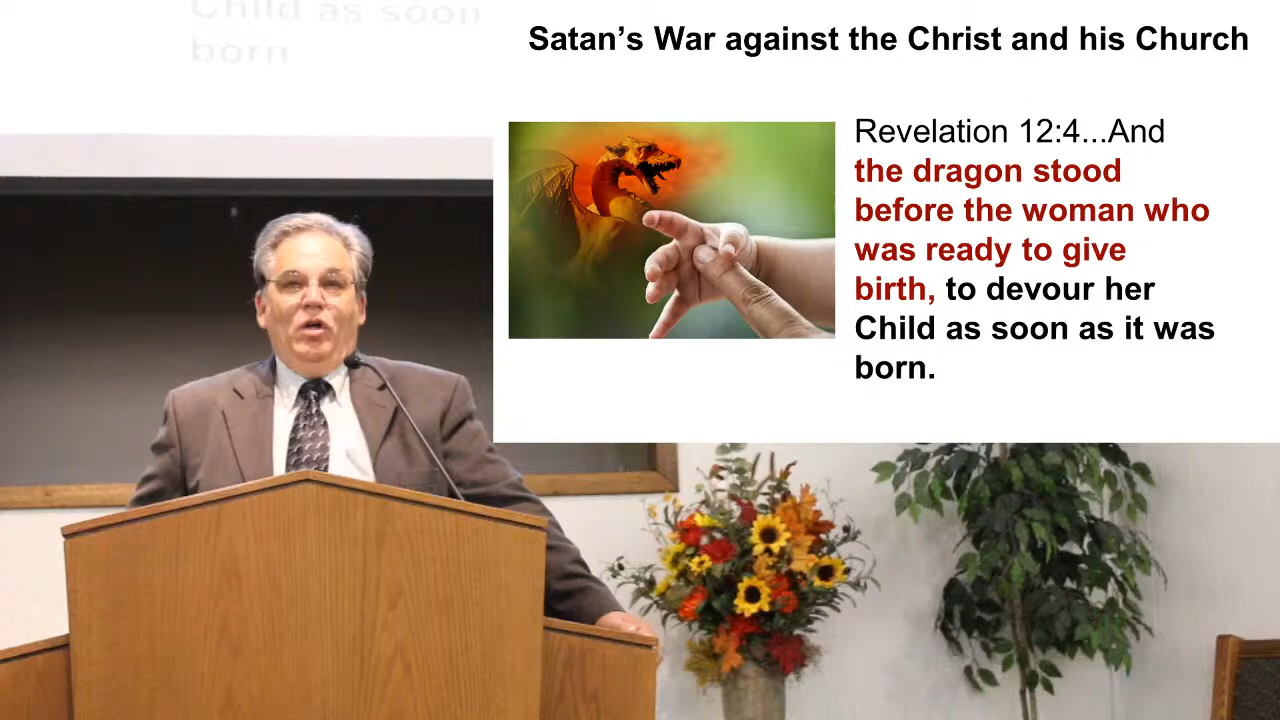 Child as soon
born
Satan’s War against the Christ and his Church
Revelation 12:4...And
the dragon stood
before the woman who
was ready to give
birth, to devour her
Child as soon as it was
born.